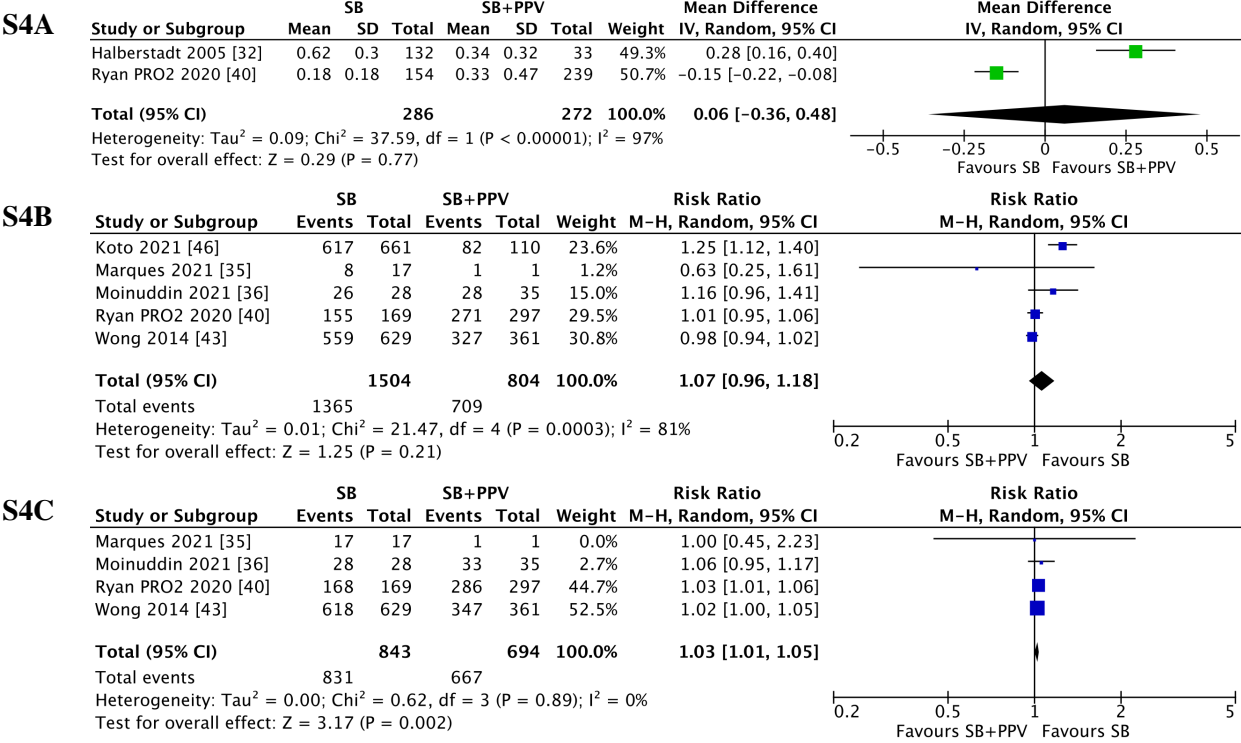 S4A
SB SB+PPV Mean Difference Mean Difference
Study or Subgroup Mean SD Total Mean SD Total Weight IV, Random, 95% CI IV, Random, 95% CI
Halberstadt 2005 [32] 0.62 0.3 132 0.34 0.32 33 49.3% 0.28 [0.16, 0.40]
Ryan PRO2 2020 [40] 0.18 0.18 154 0.33 0.47 239 50.7% −0.15 [−0.22, −0.08]
Total (95% CI) 286 272 100.0% 0.06 [−0.36, 0.48]
Heterogeneity: Tau² = 0.09; Chi² = 37.59, df = 1 (P < 0.00001); I² = 97%
Test for overall effect: Z = 0.29 (P = 0.77)
−0.5 −0.25 0 0.25 0.5
Favours SB Favours SB+PPV
S4B
SB SB+PPV Risk Ratio Risk Ratio
Study or Subgroup Events Total Events Total Weight M-H, Random, 95% CI M-H, Random, 95% CI
Koto 2021 [46] 617 661 82 110 23.6% 1.25 [1.12, 1.40]
Marques 2021 [35] 8 17 1 1 1.2% 0.63 [0.25, 1.61]
Moinuddin 2021 [36] 26 28 28 35 15.0% 1.16 [0.96, 1.41]
Ryan PRO2 2020 [40] 155 169 271 297 29.5% 1.01 [0.95, 1.06]
Wong 2014 [43] 559 629 327 361 30.8% 0.98 [0.94, 1.02]
Total (95% CI) 1504 804 100.0% 1.07 [0.96, 1.18]
Total events 1365 709
Heterogeneity: Tau² = 0.01; Chi² = 21.47, df = 4 (P = 0.0003); I² = 81%
Test for overall effect: Z = 1.25 (P = 0.21)
0.2 0.5 1 2 5
Favours SB+PPV Favours SB
S4C
SB SB+PPV Risk Ratio Risk Ratio
Study or Subgroup Events Total Events Total Weight M-H, Random, 95% CI M-H, Random, 95% CI
Marques 2021 [35] 17 17 1 1 0.0% 1.00 [0.45, 2.23]
Moinuddin 2021 [36] 28 28 33 35 2.7% 1.06 [0.95, 1.17]
Ryan PRO2 2020 [40] 168 169 286 297 44.7% 1.03 [1.01, 1.06]
Wong 2014 [43] 618 629 347 361 52.5% 1.02 [1.00, 1.05]
Total (95% CI) 843 694 100.0% 1.03 [1.01, 1.05]
Total events 831 667
Heterogeneity: Tau² = 0.00; Chi² = 0.62, df = 3 (P = 0.89); I² = 0%
Test for overall effect: Z = 3.17 (P = 0.002)
0.2 0.5 1 2 5
Favours SB+PPV Favours SB